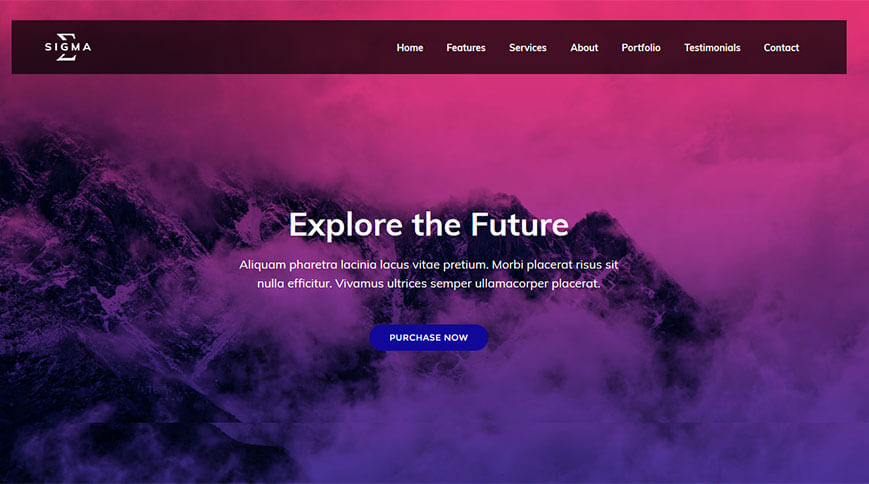 SIGMA
Home Features Services About Portfolio Testimonials Contact
Explore the Future
Aliquam pharetra lacinia lacus vitae pretium. Morbi placerat risus sit
nulla efficitur. Vivamus ultrices semper ullamacorper placerat.
PURCHASE NOW